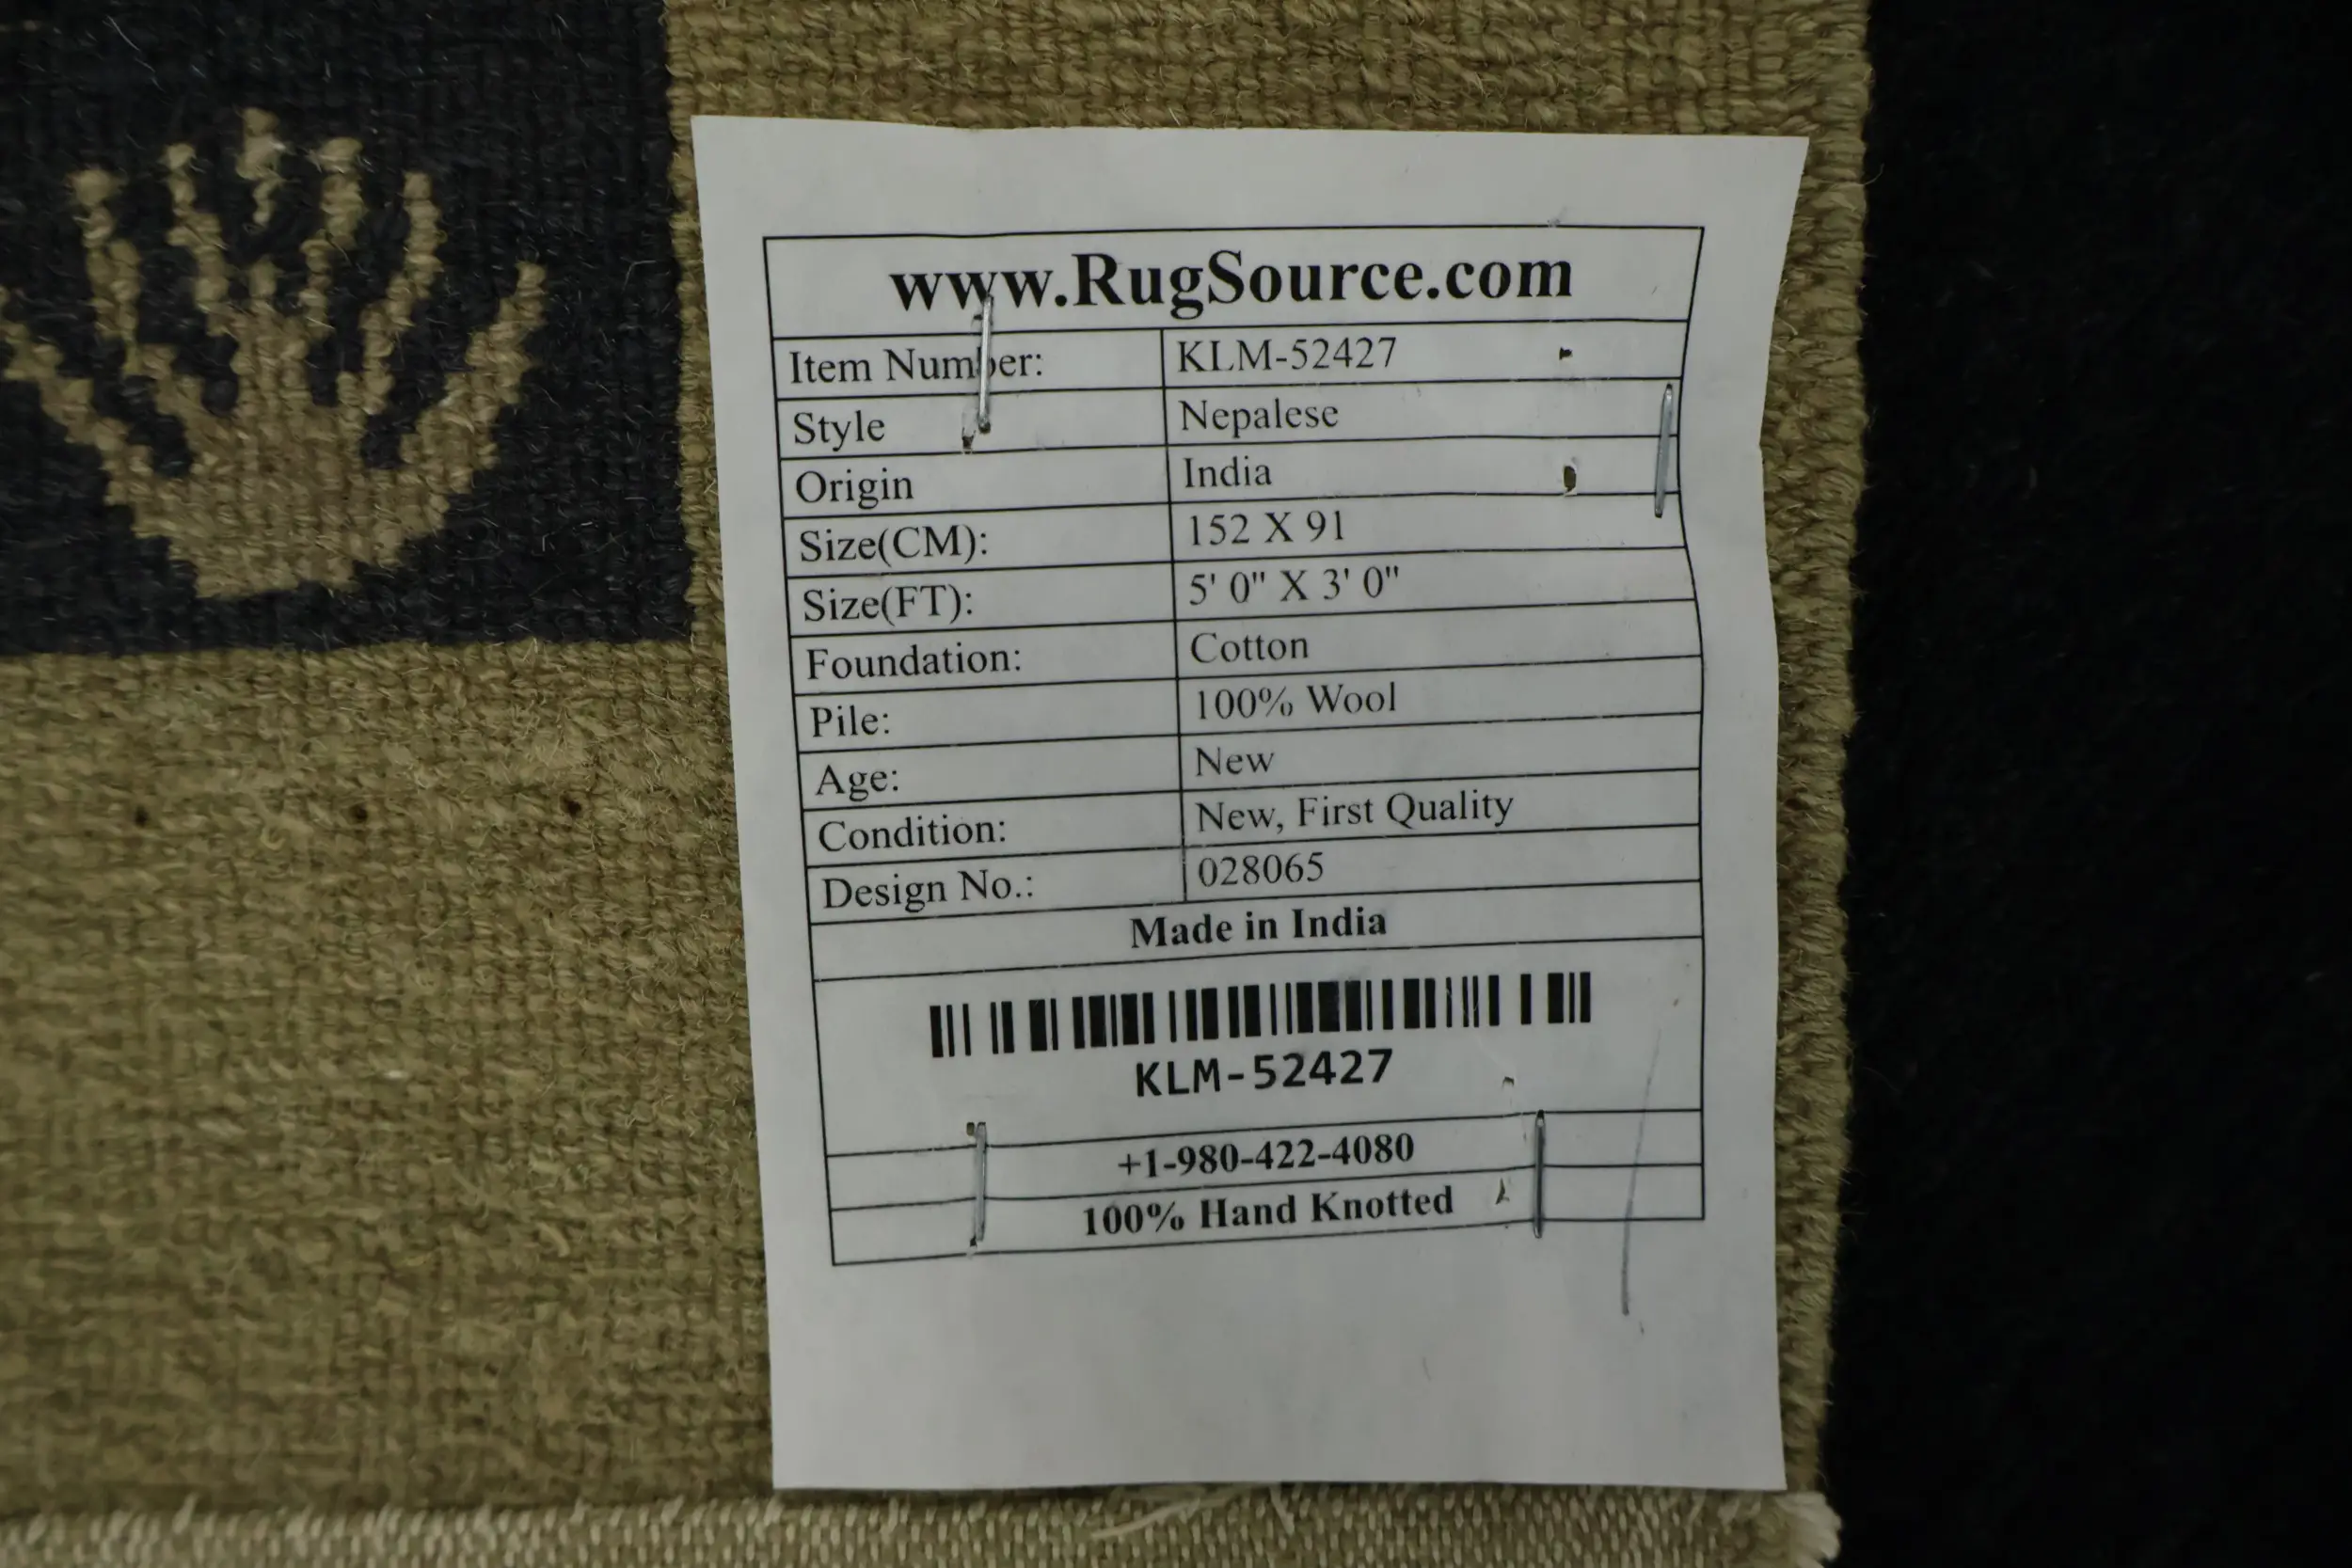 www.RugSource.com
Item Number: KLM-52427
Style Nepalese
Origin India
Size(CM): 152 X 91
Size(FT): 5' 0" X 3' 0"
Foundation: Cotton
Pile: 100% Wool
Age: New
Condition: New, First Quality
Design No.: 028065
Made in India
KLM-52427
+1-980-422-4080
100% Hand Knotted